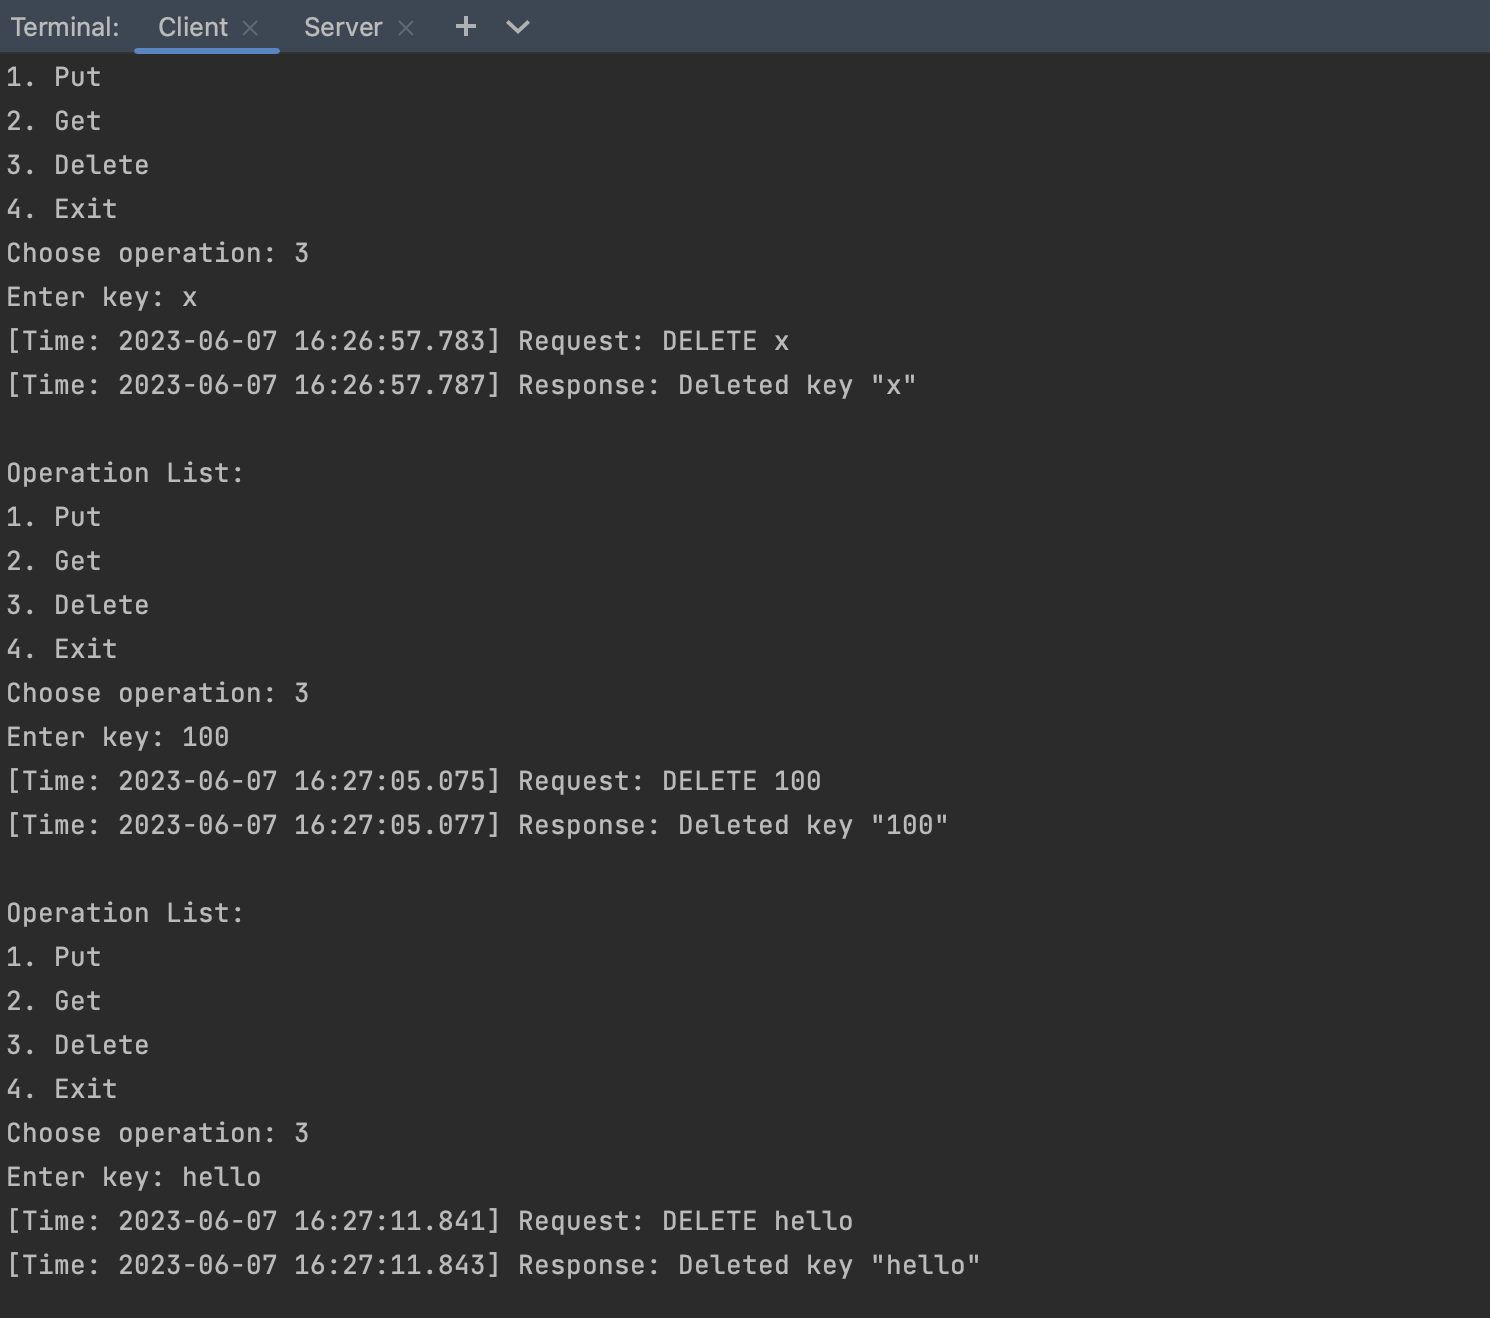 Terminal: Client Server
1. Put
2. Get
3. Delete
4. Exit
Choose operation: 3
Enter key: x
[Time: 2023-06-07 16:26:57.783] Request: DELETE x
[Time: 2023-06-07 16:26:57.787] Response: Deleted key "x"

Operation List:
1. Put
2. Get
3. Delete
4. Exit
Choose operation: 3
Enter key: 100
[Time: 2023-06-07 16:27:05.075] Request: DELETE 100
[Time: 2023-06-07 16:27:05.077] Response: Deleted key "100"

Operation List:
1. Put
2. Get
3. Delete
4. Exit
Choose operation: 3
Enter key: hello
[Time: 2023-06-07 16:27:11.841] Request: DELETE hello
[Time: 2023-06-07 16:27:11.843] Response: Deleted key "hello"